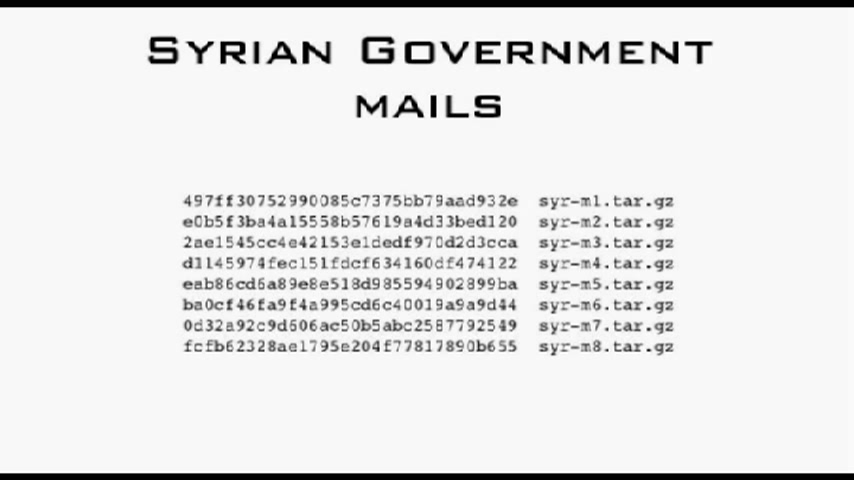 SYRIAN GOVERNMENT
MAILS
497ff30752990085c7375bb79aad932e syr-m1.tar.gz
e0b5f3ba4a15558b57619a4d33bed120 syr-m2.tar.gz
2ae1545cc4e42153e1dedf970d2d3cca syr-m3.tar.gz
d1145974fec151fdcf634160df474122 syr-m4.tar.gz
eab86cd6a89e8e518d985594902899ba syr-m5.tar.gz
ba0cf46fa9f4a995cd6c40019a9a9d44 syr-m6.tar.gz
0d32a92c9d606ac50b5abc2587792549 syr-m7.tar.gz
fcfb62328ae1795e204f77817890b655 syr-m8.tar.gz